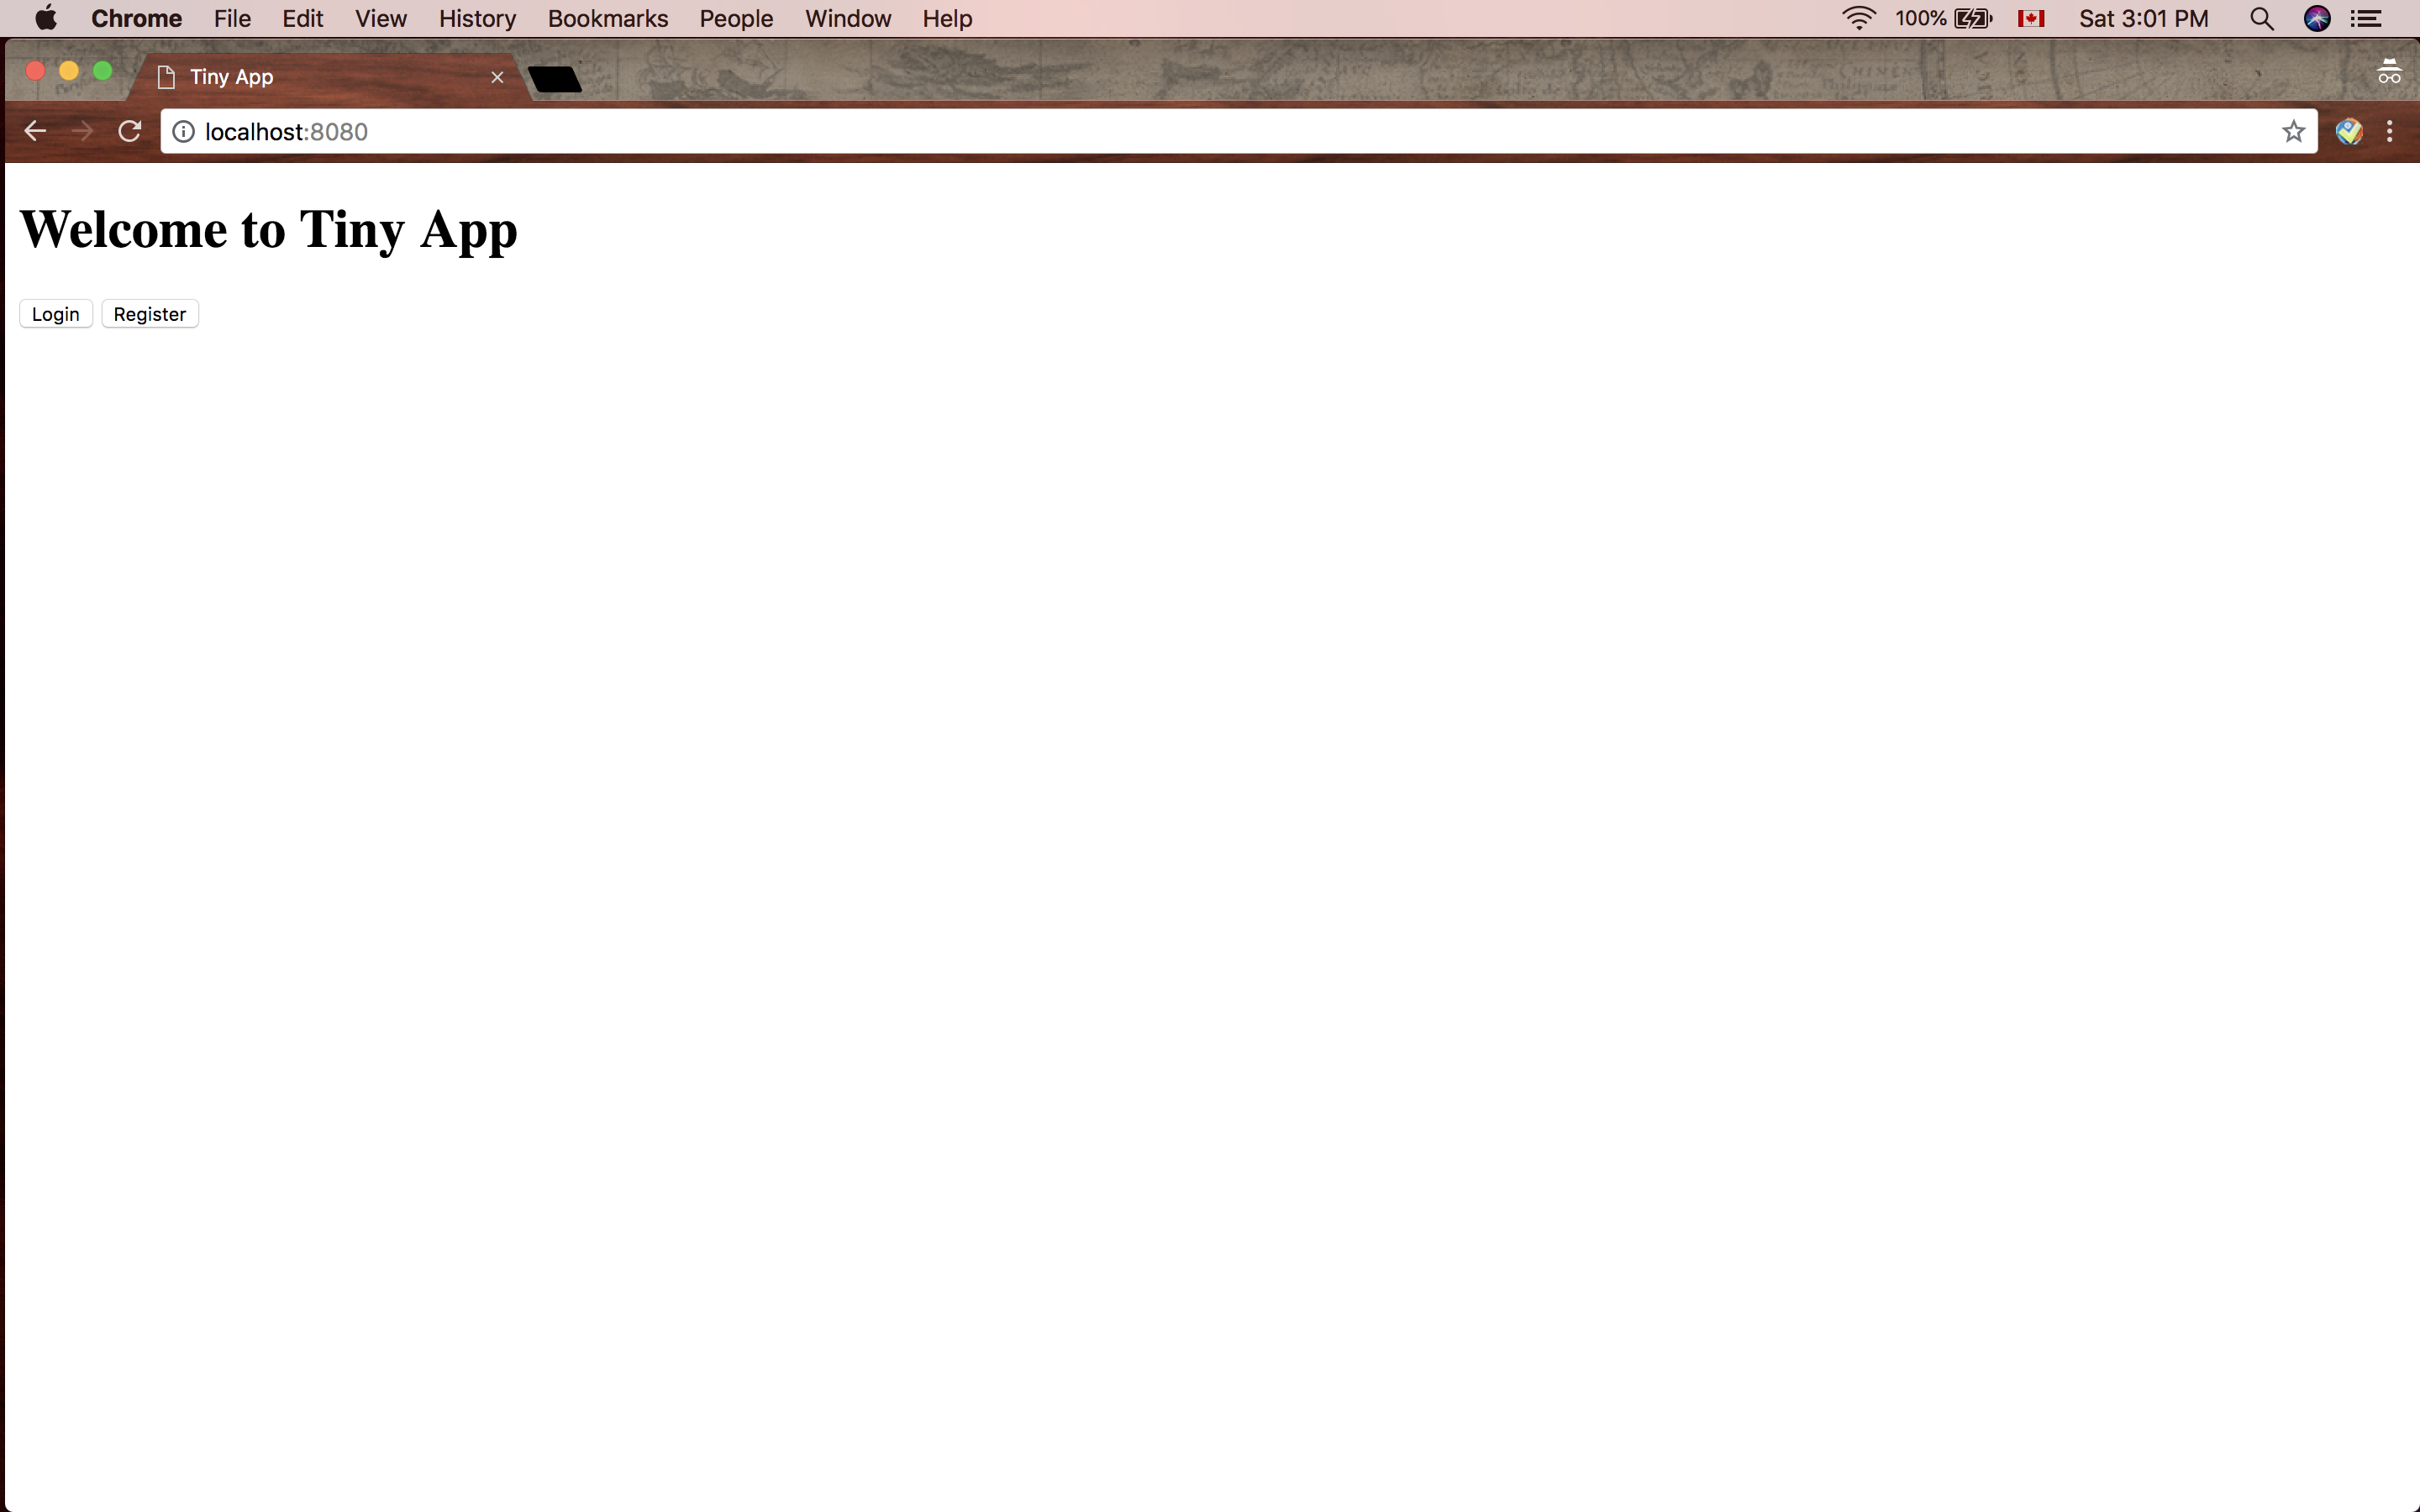 Chrome File Edit View History Bookmarks People Window Help 100% Sat 3:01 PM
Tiny App
localhost:8080
Welcome to Tiny App
Login Register